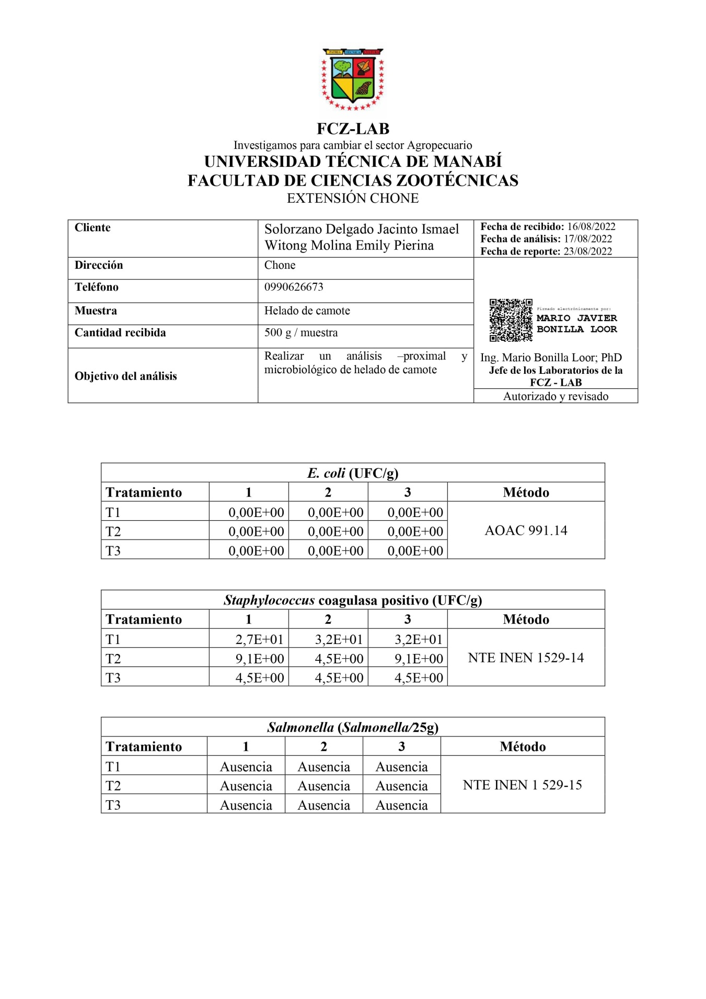 PATRIA TÉCNICA CULTURA
FCZ-LAB
Investigamos para cambiar el sector Agropecuario
UNIVERSIDAD TÉCNICA DE MANABÍ
FACULTAD DE CIENCIAS ZOOTÉCNICAS
EXTENSIÓN CHONE
Cliente
Solorzano Delgado Jacinto Ismael
Witong Molina Emily Pierina
Fecha de recibido: 16/08/2022
Fecha de análisis: 17/08/2022
Fecha de reporte: 23/08/2022
Dirección
Chone
Teléfono
0990626673
Muestra
Helado de camote
Cantidad recibida
500 g / muestra
Objetivo del análisis
Realizar un análisis –proximal y
microbiológico de helado de camote
Firmado electrónicamente por:
MARIO JAVIER
BONILLA LOOR
Ing. Mario Bonilla Loor; PhD
Jefe de los Laboratorios de la
FCZ - LAB
Autorizado y revisado
E. coli (UFC/g)
Tratamiento 1 2 3 Método
T1 0,00E+00 0,00E+00 0,00E+00
T2 0,00E+00 0,00E+00 0,00E+00 AOAC 991.14
T3 0,00E+00 0,00E+00 0,00E+00
Staphylococcus coagulasa positivo (UFC/g)
Tratamiento 1 2 3 Método
T1 2,7E+01 3,2E+01 3,2E+01
T2 9,1E+00 4,5E+00 9,1E+00 NTE INEN 1529-14
T3 4,5E+00 4,5E+00 4,5E+00
Salmonella (Salmonella/25g)
Tratamiento 1 2 3 Método
T1 Ausencia Ausencia Ausencia
T2 Ausencia Ausencia Ausencia NTE INEN 1 529-15
T3 Ausencia Ausencia Ausencia